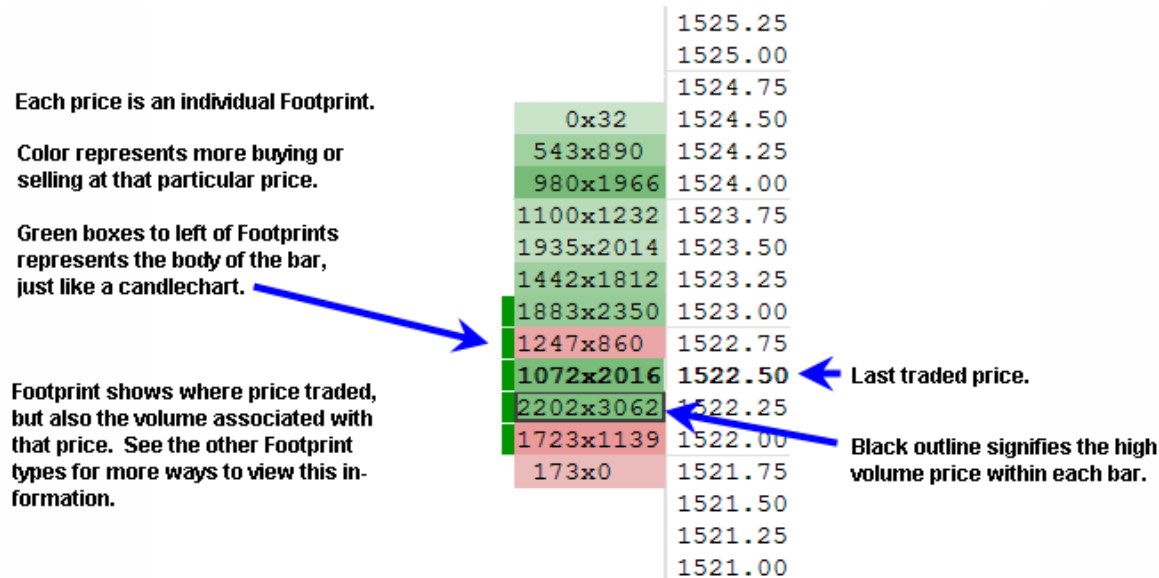 1525.25
1525.00
1524.75
Each price is an individual Footprint.
0x32 1524.50
Color represents more buying or
selling at that particular price.
543x890 1524.25
980x1966 1524.00
1100x1232 1523.75
Green boxes to left of Footprints
represents the body of the bar,
just like a candlechart.
1935x2014 1523.50
1442x1812 1523.25
1883x2350 1523.00
1247x860 1522.75
1072x2016 1522.50
Last traded price.
Footprint shows where price traded,
but also the volume associated with
that price. See the other Footprint
types for more ways to view this in-
formation.
2202x3062 1522.25
1723x1139 1522.00
Black outline signifies the high
volume price within each bar.
173x0 1521.75
1521.50
1521.25
1521.00